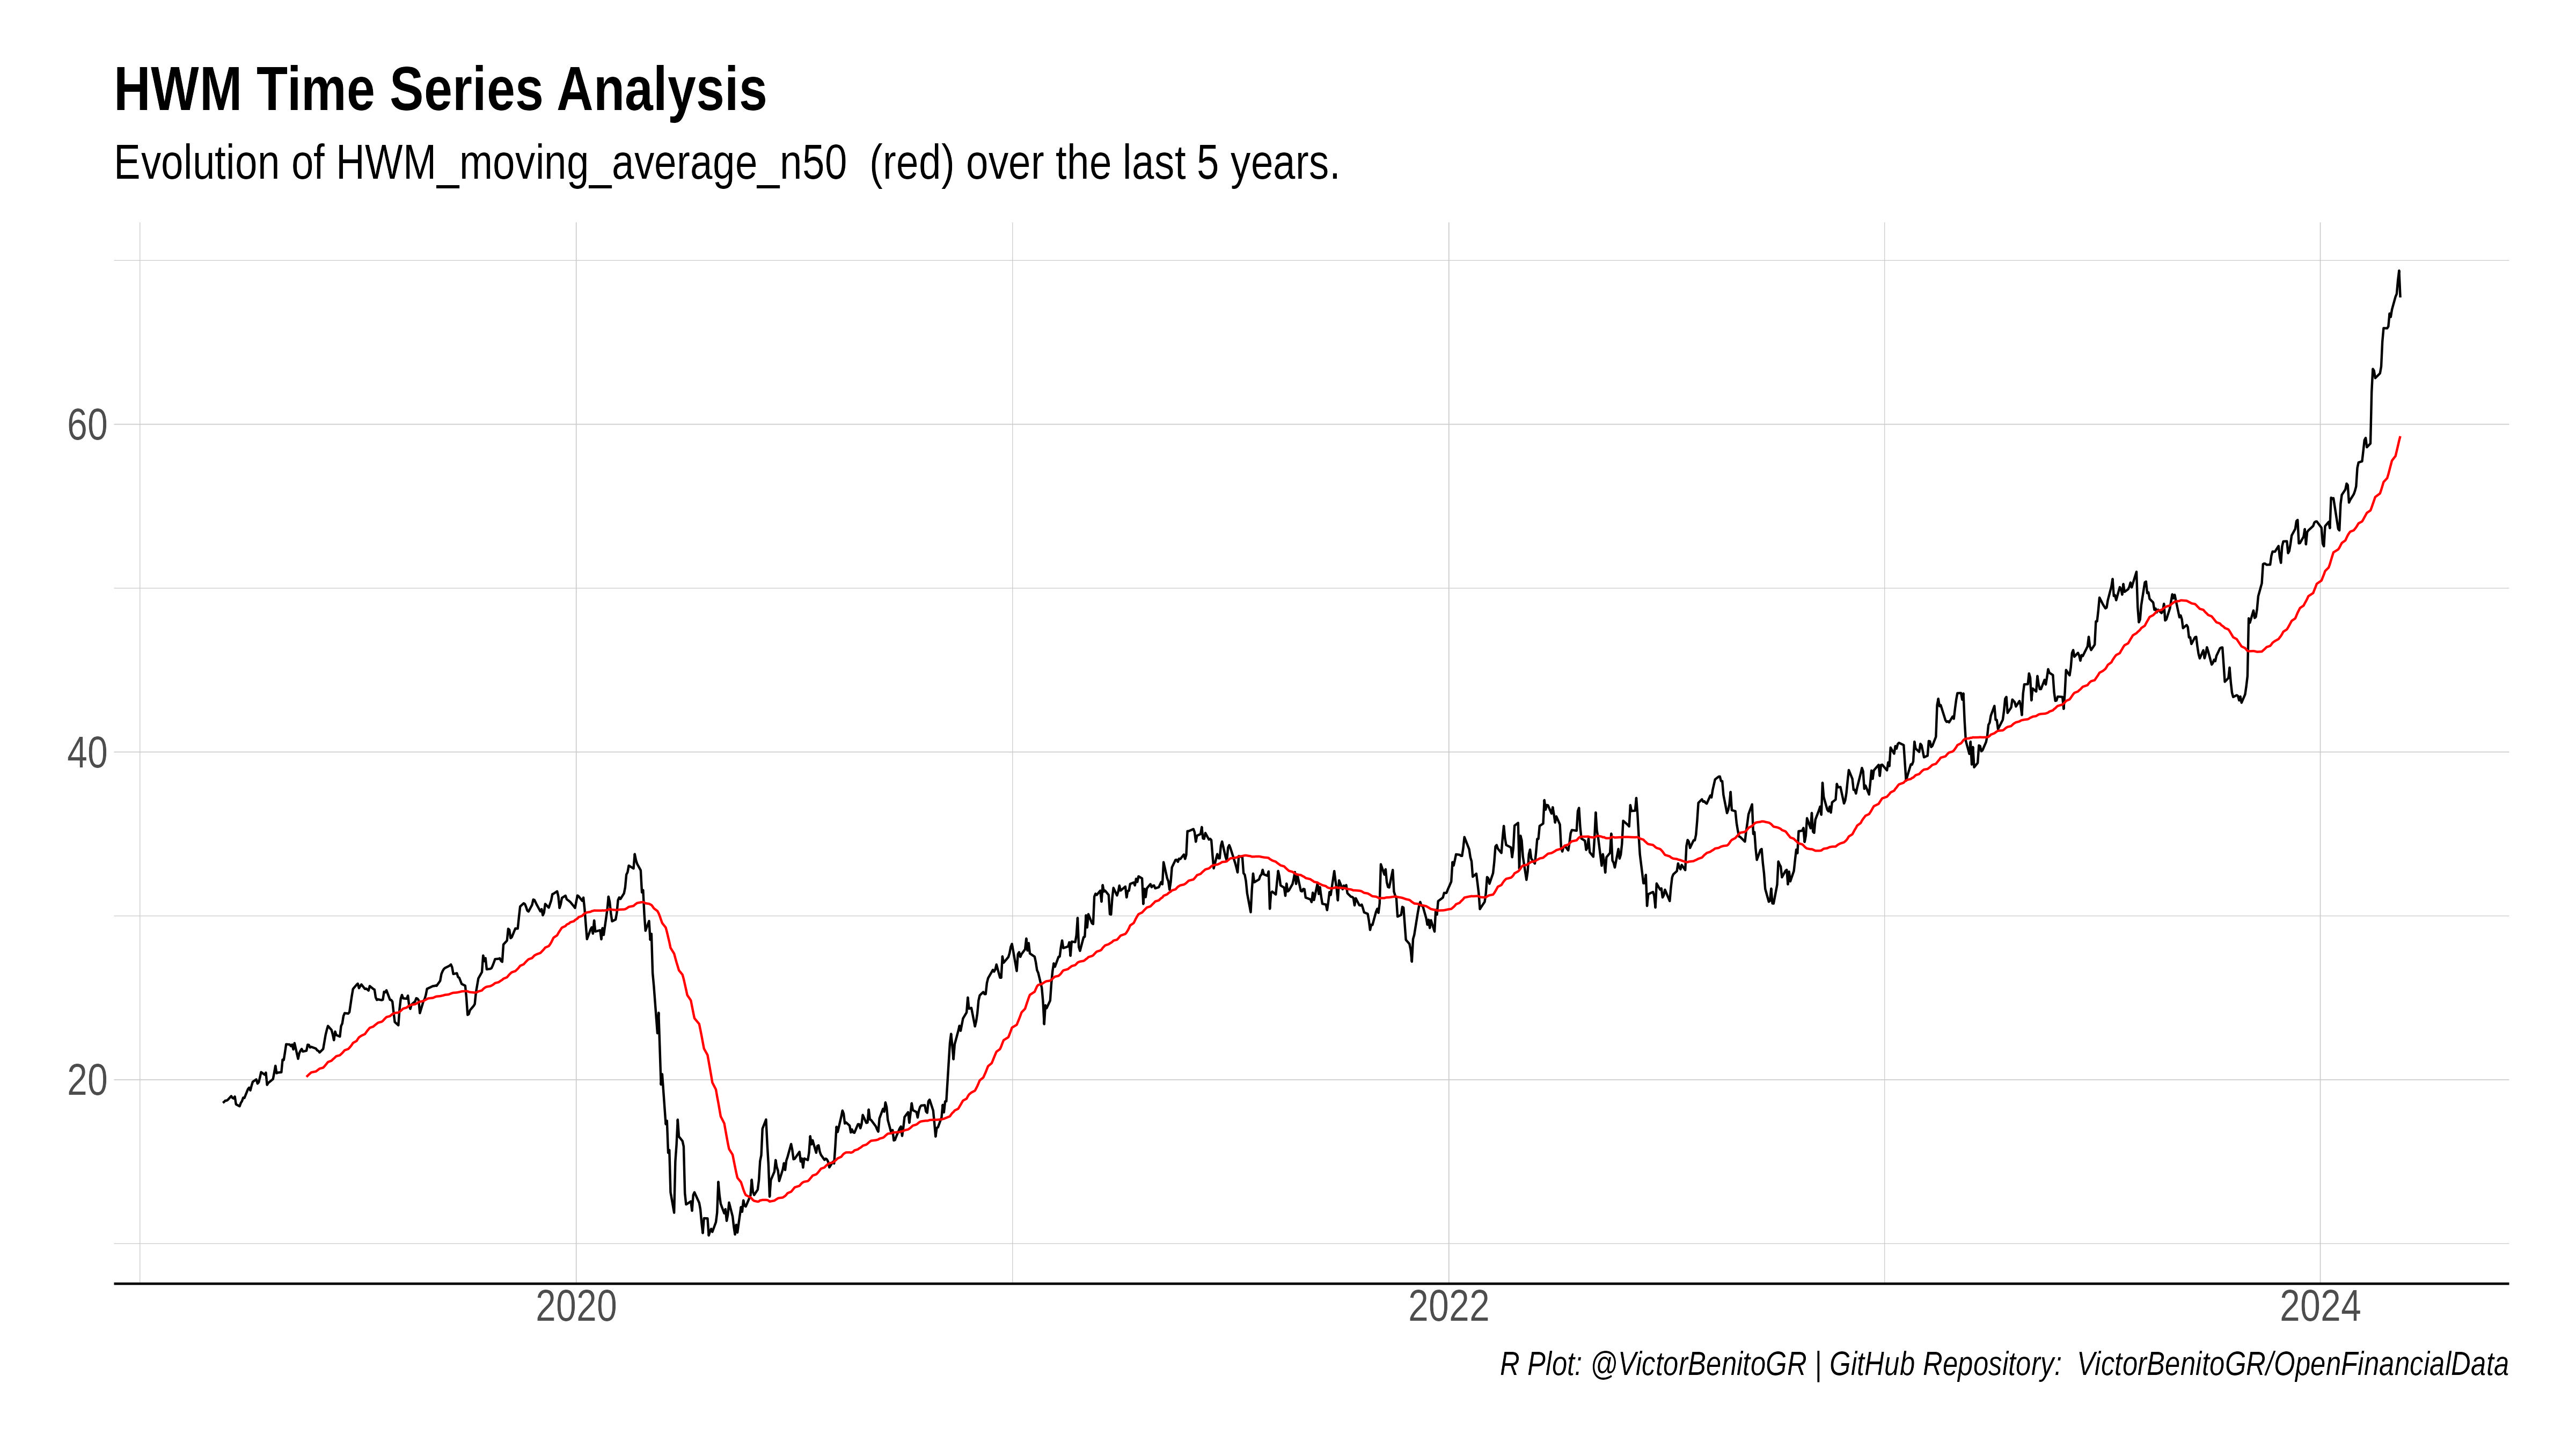 HWM Time Series Analysis
Evolution of HWM_moving_average_n50  (red) over the last 5 years.
60
40
20
2020 2022 2024
R Plot: @VictorBenitoGR | GitHub Repository:  VictorBenitoGR/OpenFinancialData